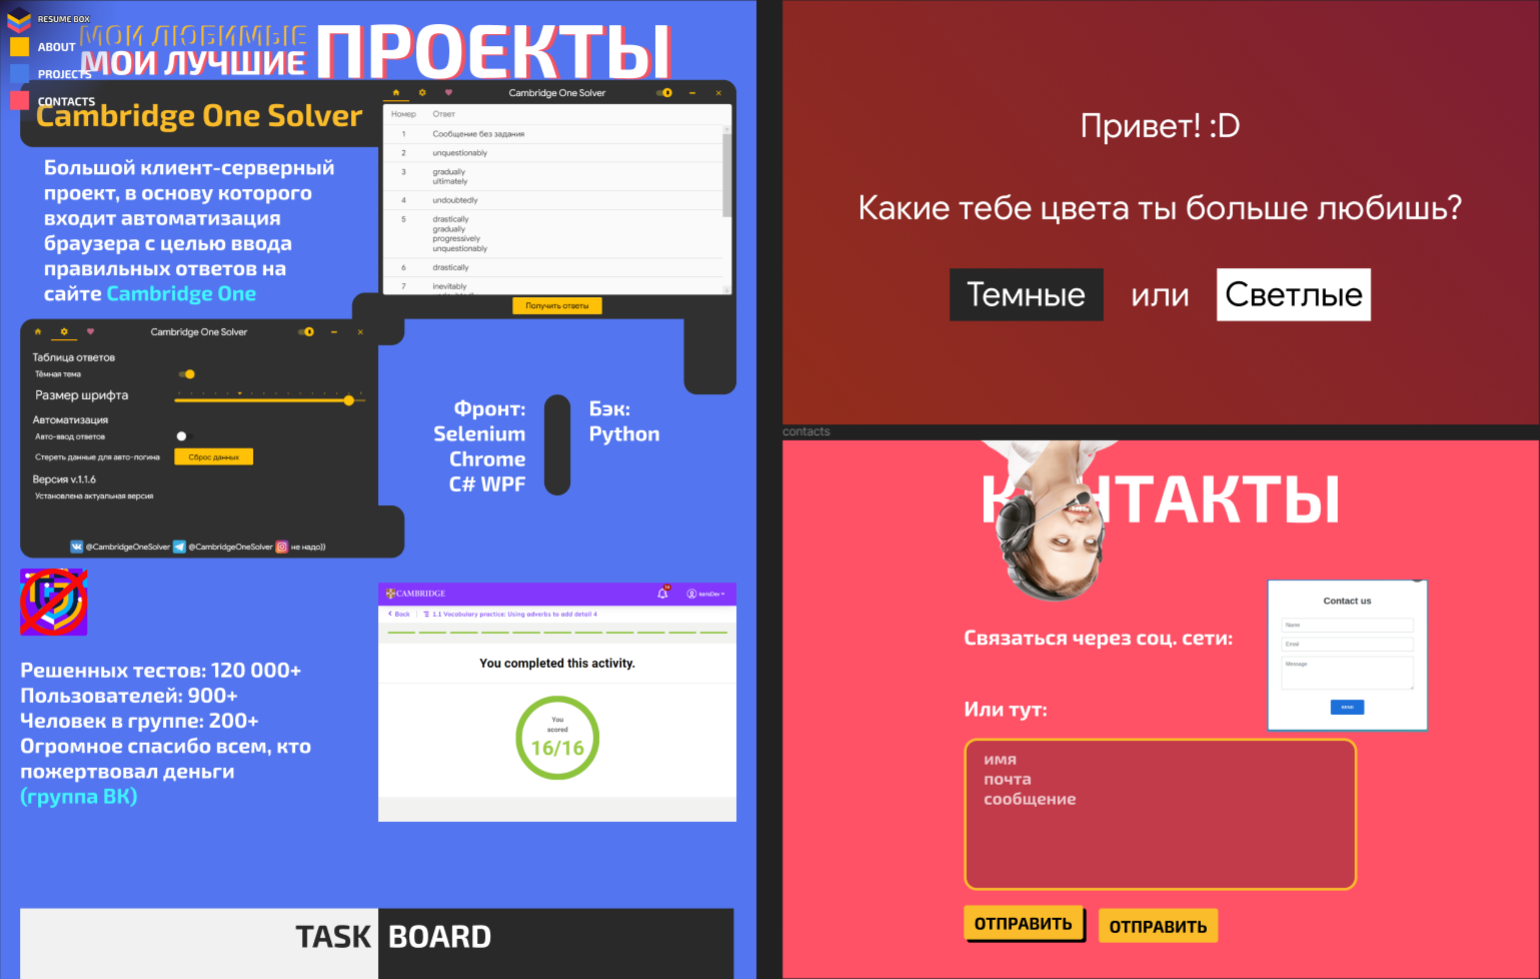 RESUME BOX
ABOUT
PROJECTS
CONTACTS
МОИ ЛЮБИМЫЕ
МОИ ЛУЧШИЕ ПРОЕКТЫ
Cambridge One Solver
Большой клиент-серверный
проект, в основу которого
входит автоматизация
браузера с целью ввода
правильных ответов на
сайте Cambridge One
Cambridge One Solver
Номер Ответ
1 Сообщение без задания
2 unquestionably
3 gradually
ultimately
4 undoubtedly
5 drastically
gradually
progressively
unquestionably
6 drastically
7 inevitably
Получить ответы
Cambridge One Solver
Таблица ответов
Тёмная тема
Размер шрифта
Автоматизация
Авто-ввод ответов
Стереть данные для авто-логина Сброс данных
Версия v.1.1.6
Установлена актуальная версия
@CambridgeOneSolver @CambridgeOneSolver не надо))
Фронт:
Selenium
Chrome
C# WPF
Бэк:
Python
Решенных тестов: 120 000+
Пользователей: 900+
Человек в группе: 200+
Огромное спасибо всем, кто
пожертвовал деньги
(группа ВК)
CAMBRIDGE
Back 1.1 Vocabulary practice: Using adverbs to add detail 4
You completed this activity.
You
scored
16/16
TASK BOARD
Привет! :D
Какие тебе цвета ты больше любишь?
Темные или Светлые
contacts
КОНТАКТЫ
Связаться через соц. сети:
Contact us
Name
Email
Message
SEND
Или тут:
имя
почта
сообщение
ОТПРАВИТЬ ОТПРАВИТЬ